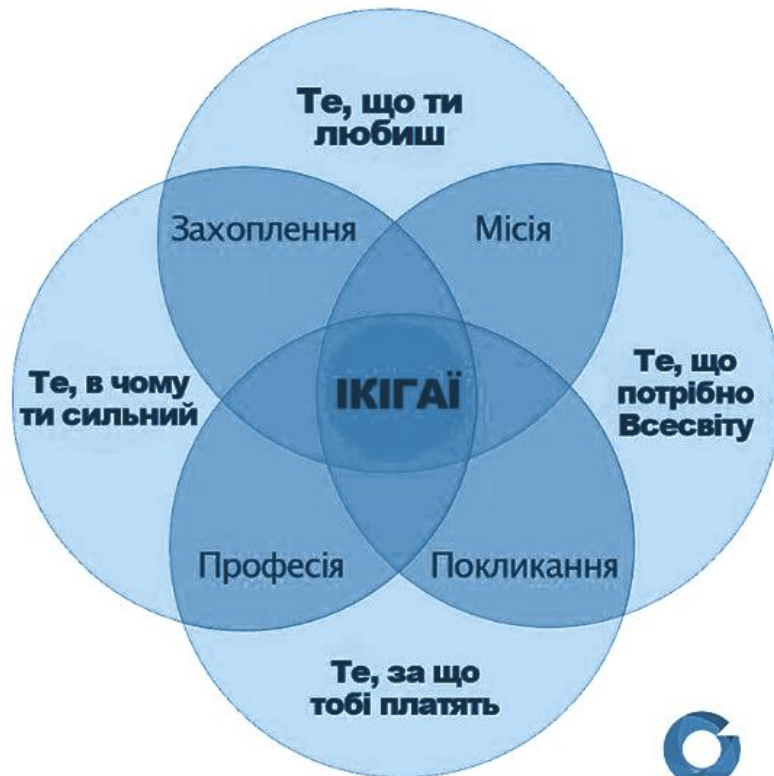 Те, що ти
любиш
Захоплення
Місія
Те, в чому
ти сильний
ІКІГАЇ
Те, що
потрібно
Всесвіту
Професія
Покликання
Те, за що
тобі платять